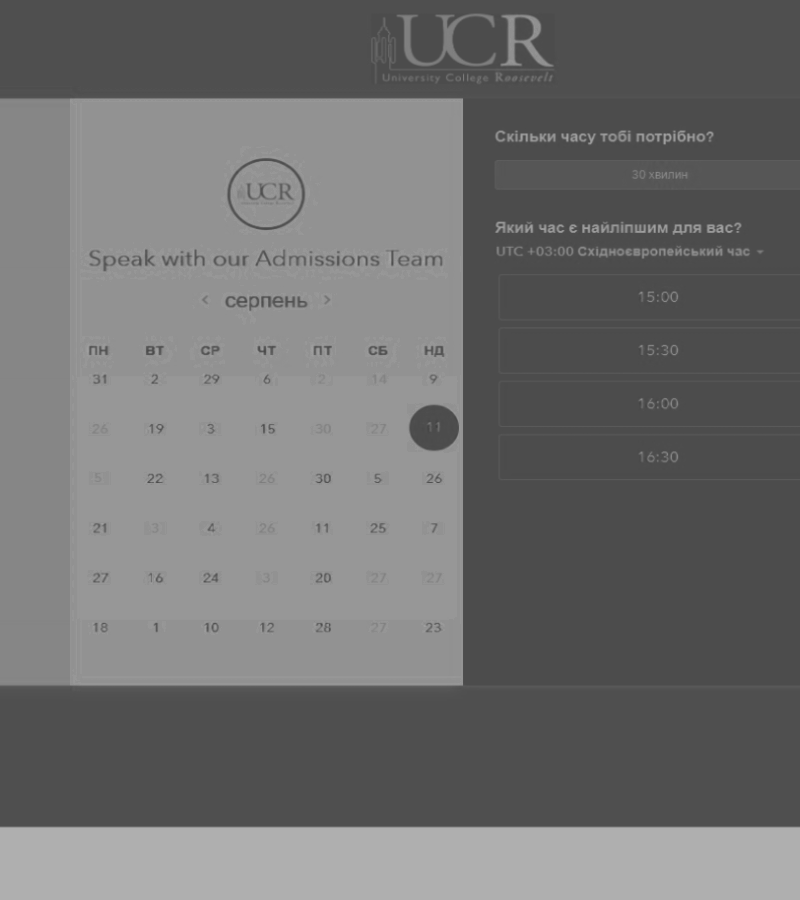 UCR
University College Roosevelt
UCR
Speak with our Admissions Team
‹ серпень ›
ПН ВТ СР ЧТ ПТ СБ НД
31 2 29 6 2 14 9
26 19 3 15 30 27 11
5 22 13 26 30 5 26
21 3 4 26 11 25 7
27 16 24 3 20 27 27
18 1 10 12 28 27 23
Скільки часу тобі потрібно?
30 хвилин
Який час є найліпшим для вас?
UTC +03:00 Східноєвропейський час
15:00
15:30
16:00
16:30